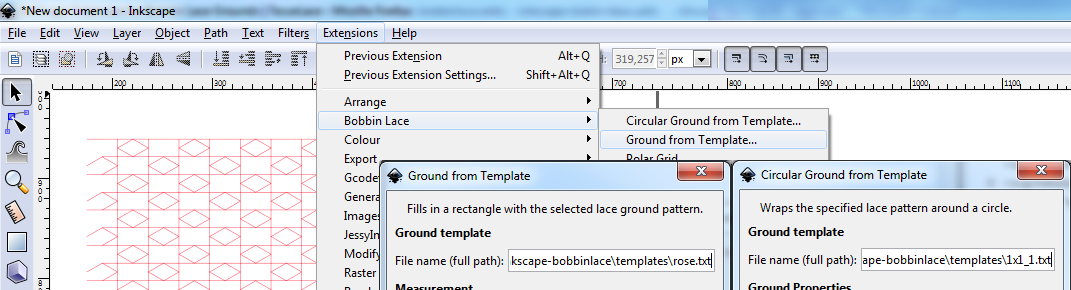 *New document 1 - Inkscape
File Edit View Layer Object Path Text Filters Extensions Help
319,257 px
200 300 700 800 900 1000 1100
Previous Extension Alt+Q
Previous Extension Settings... Shift+Alt+Q
Arrange
Bobbin Lace
Colour
Export
Gcodet
Genera
Images
JessyIn
Modify
Raster
Circular Ground from Template...
Ground from Template...
Polar Grid
Ground from Template
Fills in a rectangle with the selected lace ground pattern.
Ground template
File name (full path): kscape-bobbinlace\templates\rose.txt
Measurement
Circular Ground from Template
Wraps the specified lace pattern around a circle.
Ground template
File name (full path): ape-bobbinlace\templates\1x1_1.txt
Ground Properties